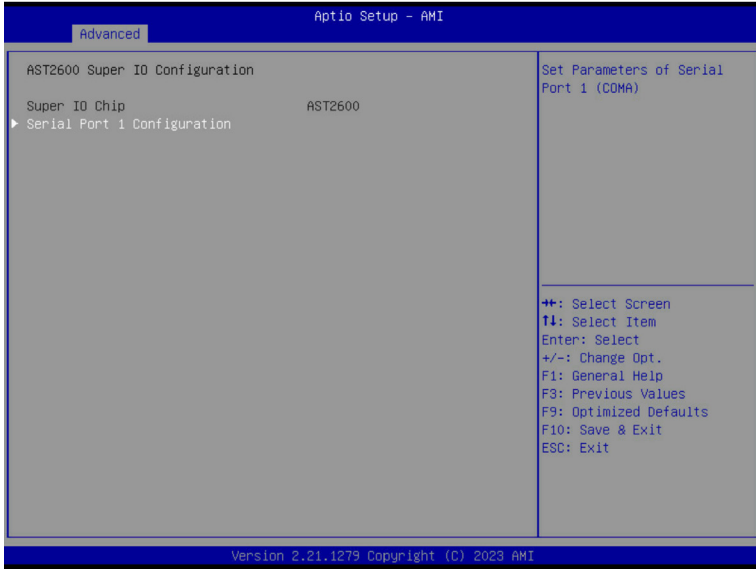 Aptio Setup – AMI
Advanced
AST2600 Super IO Configuration
Super IO Chip AST2600
▶ Serial Port 1 Configuration
Set Parameters of Serial
Port 1 (COMA)
→←: Select Screen
↑↓: Select Item
Enter: Select
+/-: Change Opt.
F1: General Help
F3: Previous Values
F9: Optimized Defaults
F10: Save & Exit
ESC: Exit
Version 2.21.1279 Copyright (C) 2023 AMI